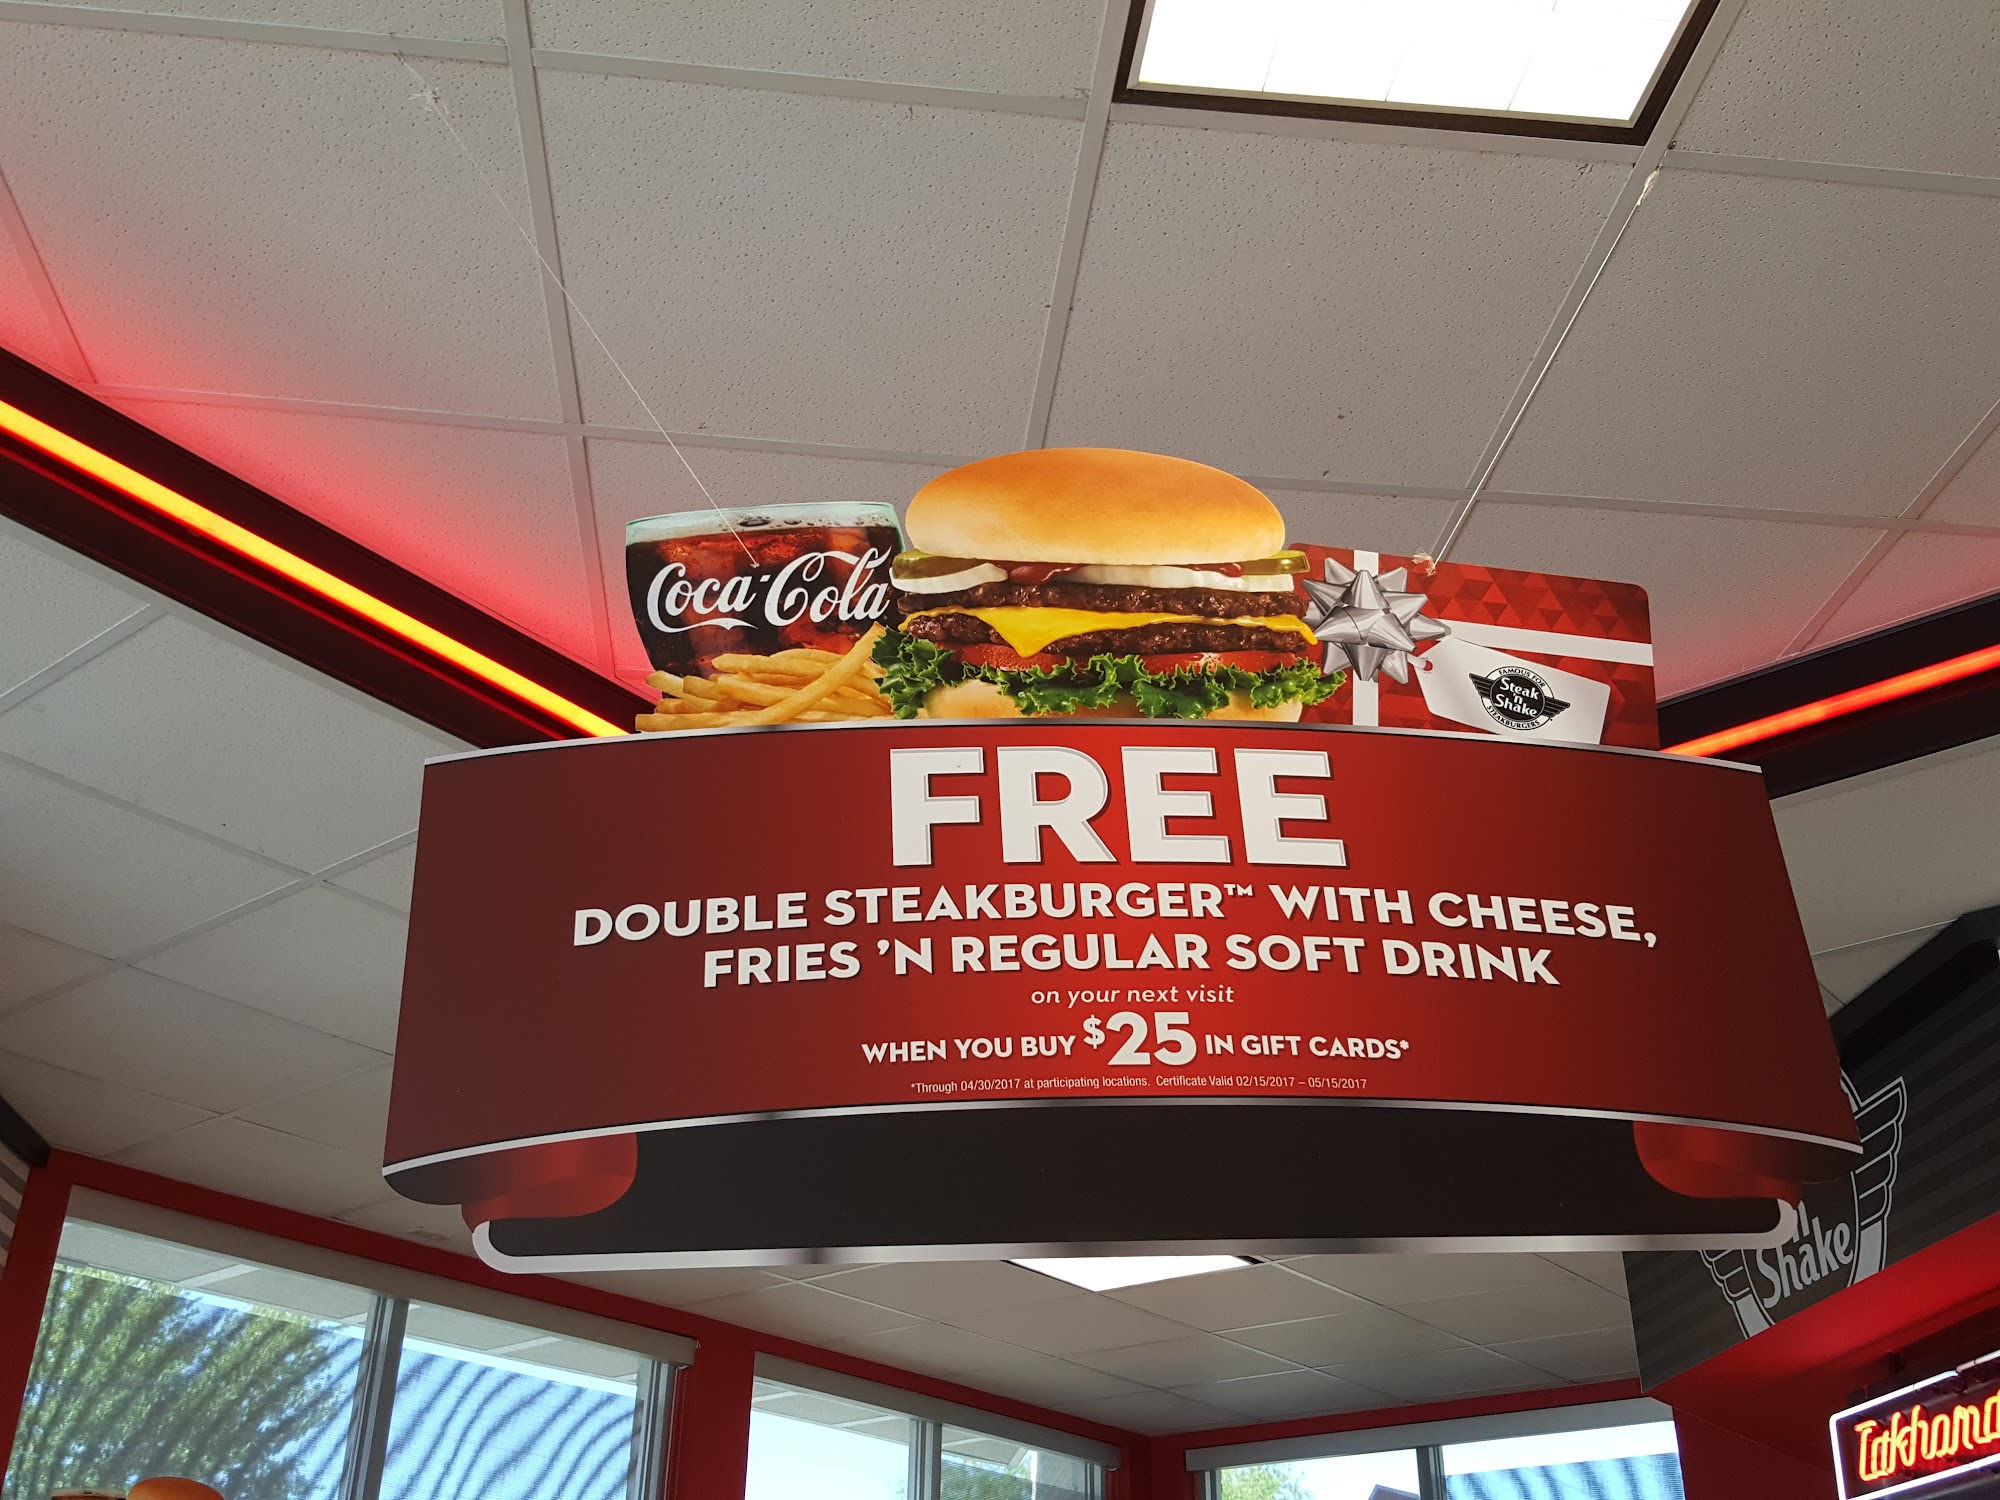 Coca-Cola
FAMOUS FOR
Steak
'n
Shake
STEAKBURGERS
FREE
DOUBLE STEAKBURGER™ WITH CHEESE,
FRIES 'N REGULAR SOFT DRINK
on your next visit
WHEN YOU BUY $25 IN GIFT CARDS*
*Through 04/30/2017 at participating locations. Certificate Valid 02/15/2017 – 05/15/2017
'n
Shake
Takhoma